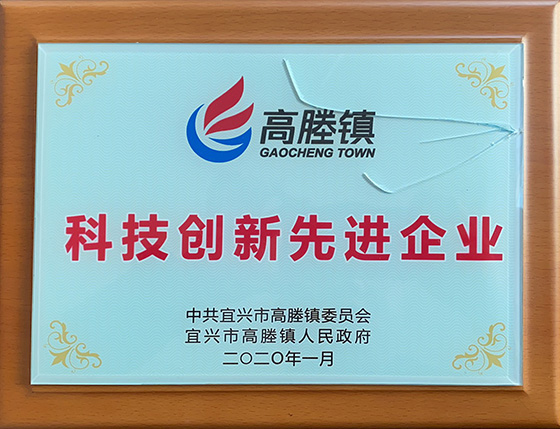 高塍镇
GAOCHENG TOWN
科技创新先进企业
中共宜兴市高塍镇委员会
宜兴市高塍镇人民政府
二〇二〇年一月